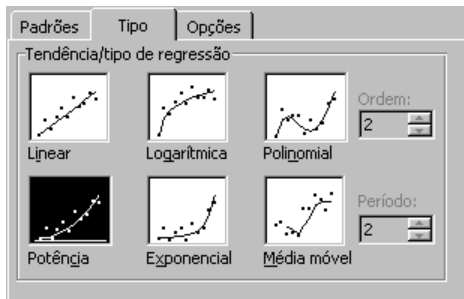 Padrões Tipo Opções
Tendência/tipo de regressão
Ordem:
2
Linear Logarítmica Polinomial
Período:
2
Potência Exponencial Média móvel